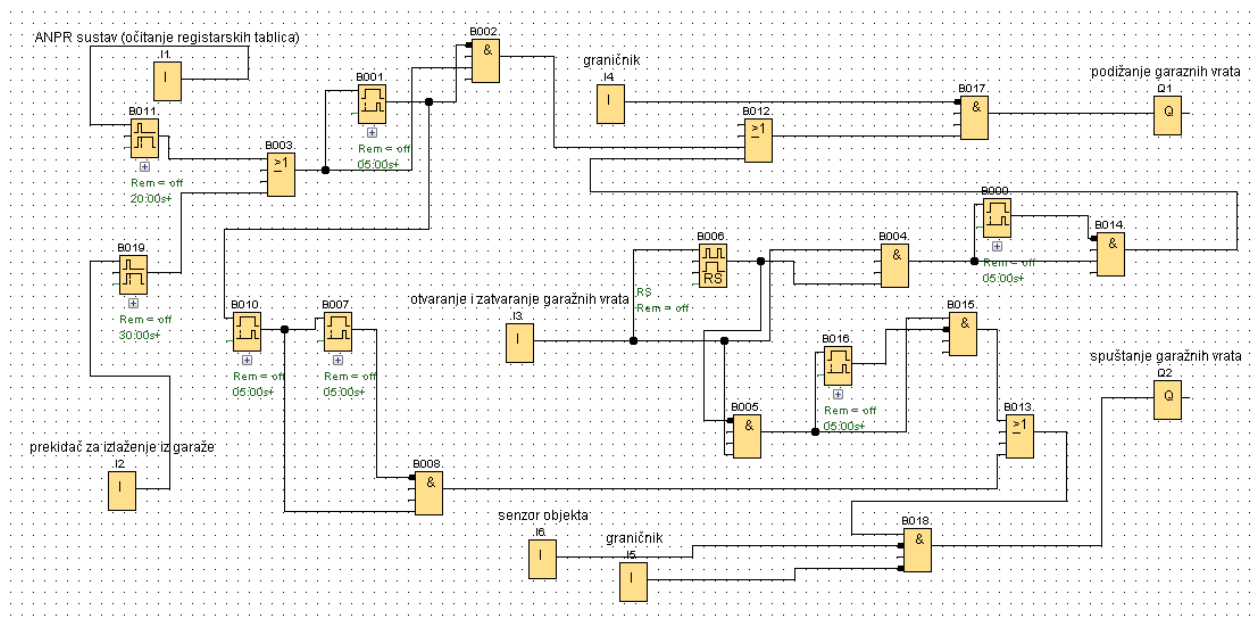 ANPR sustav (očitanje registarskih tablica)
.I1.
I
B011.
Rem = off
20:00s+
B003.
≥1
B001.
Rem = off
05:00s+
B002.
&
graničnik
I4
I
B012
≥1
B017.
&
podižanje garaznih vrata
Q1
Q
B019.
Rem = off
30:00s+
B010.
Rem = off
05:00s+
B007.
Rem = off
05:00s+
otvaranje i zatvaranje garažnih vrata
I3.
I
B006.
RS
RS
Rem = off
B004.
&
B000.
Rem = off
05:00s+
B014.
&
B015.
&
B016.
Rem = off
05:00s+
B005.
&
B013.
≥1
spuštanje garažnih vrata
Q2
Q
prekidač za izlaženje iz garaže
.I2
I
B008.
&
senzor objekta
.I6.
I
graničnik
I5.
I
B018.
&